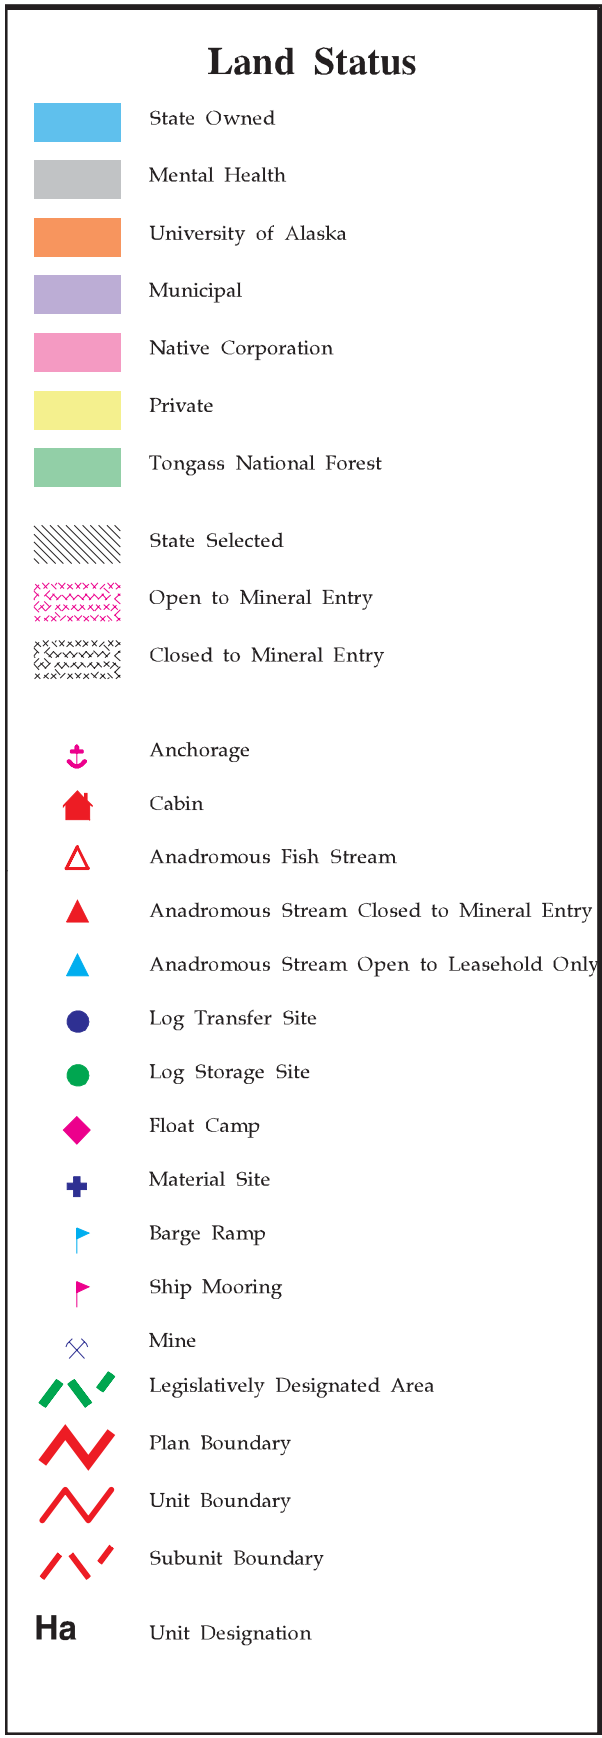 Land Status
State Owned
Mental Health
University of Alaska
Municipal
Native Corporation
Private
Tongass National Forest
State Selected
Open to Mineral Entry
Closed to Mineral Entry
Anchorage
Cabin
Anadromous Fish Stream
Anadromous Stream Closed to Mineral Entry
Anadromous Stream Open to Leasehold Only
Log Transfer Site
Log Storage Site
Float Camp
Material Site
Barge Ramp
Ship Mooring
Mine
Legislatively Designated Area
Plan Boundary
Unit Boundary
Subunit Boundary
Ha Unit Designation